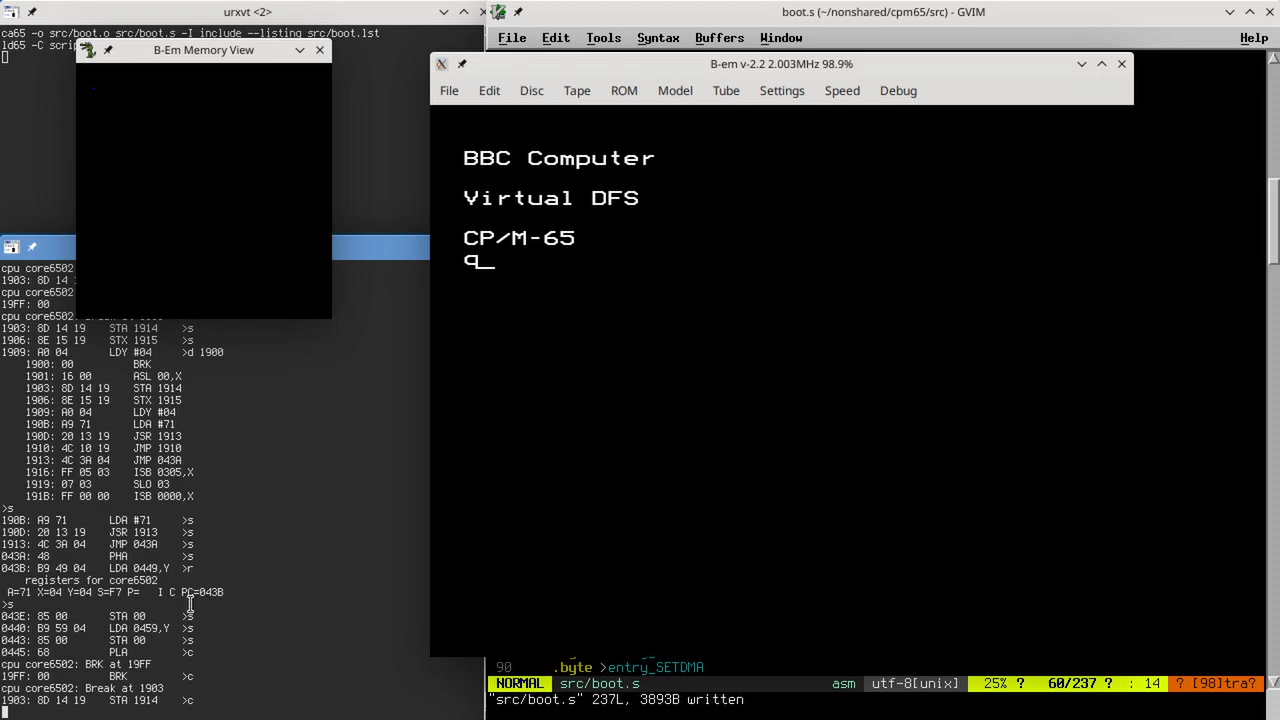 urxvt <2>
ca65 -o src/boot.o src/boot.s -I include --listing src/boot.lst
ld65 -C scrip
B-Em Memory View
cpu core6502
1903: 8D 14
cpu core6502
19FF: 00
cpu core6502:
1903: 8D 14 19 STA 1914 >s
1906: 8E 15 19 STX 1915 >s
1909: A0 04 LDY #04 >d 1900
1900: 00 BRK
1901: 16 00 ASL 00,X
1903: 8D 14 19 STA 1914
1906: 8E 15 19 STX 1915
1909: A0 04 LDY #04
190B: A9 71 LDA #71
190D: 20 13 19 JSR 1913
1910: 4C 10 19 JMP 1910
1913: 4C 3A 04 JMP 043A
1916: FF 05 03 ISB 0305,X
1919: 07 03 SLO 03
191B: FF 00 00 ISB 0000,X
>s
190B: A9 71 LDA #71 >s
190D: 20 13 19 JSR 1913 >s
1913: 4C 3A 04 JMP 043A >s
043A: 48 PHA >s
043B: B9 49 04 LDA 0449,Y >r
registers for core6502
A=71 X=04 Y=04 S=F7 P= I C PC=043B
>s
043E: 85 00 STA 00 >s
0440: B9 59 04 LDA 0459,Y >s
0443: 85 00 STA 00 >s
0445: 68 PLA >c
cpu core6502: BRK at 19FF
19FF: 00 BRK >c
cpu core6502: Break at 1903
1903: 8D 14 19 STA 1914 >c
boot.s (~/nonshared/cpm65/src) - GVIM
File Edit Tools Syntax Buffers Window Help
B-em v-2.2 2.003MHz 98.9%
File Edit Disc Tape ROM Model Tube Settings Speed Debug
BBC Computer
Virtual DFS
CP/M-65
q_
90 .byte >entry_SETDMA
NORMAL src/boot.s asm utf-8[unix] 25% ? 60/237 ? : 14 ? [98]tra?
"src/boot.s" 237L, 3893B written